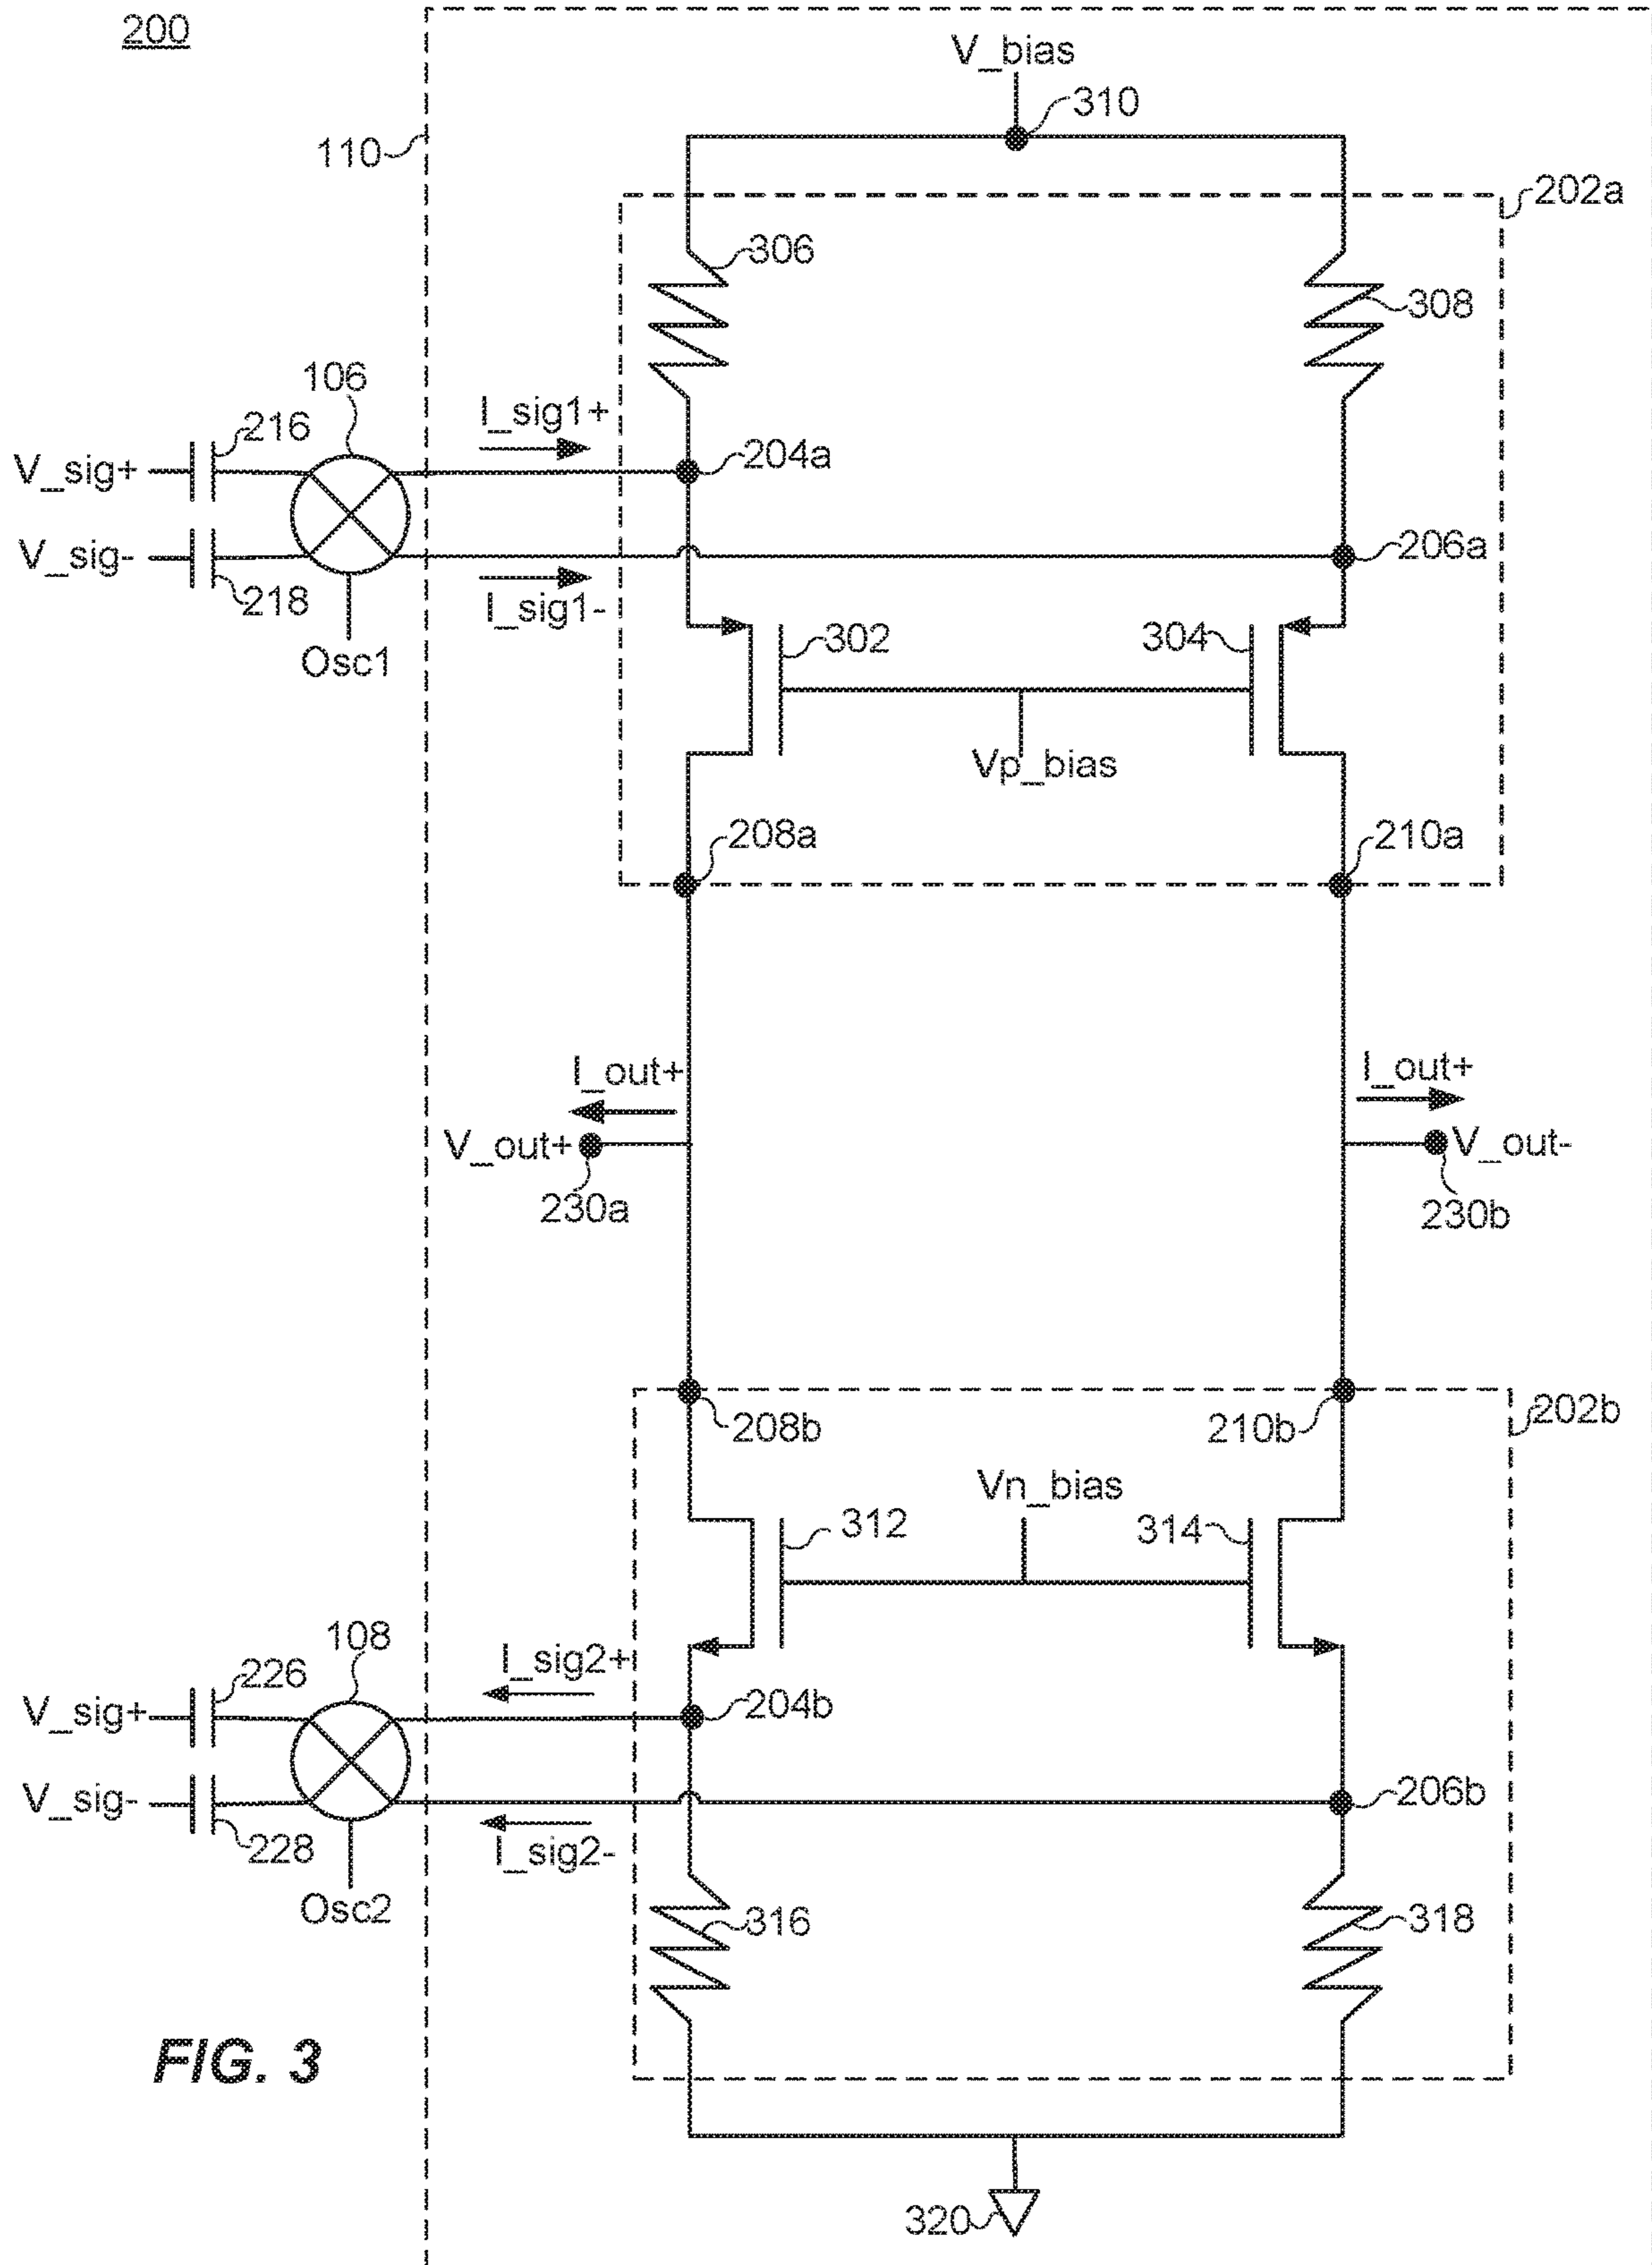 200
V_bias
310
110
202a
306
308
106
216
I_sig1+
V_sig+
204a
V_sig-
206a
218
I_sig1-
302
304
Osc1
Vp_bias
208a
210a
I_out+
I_out+
V_out+
V_out-
230a
230b
208b
210b
202b
Vn_bias
312
314
108
226
I_sig2+
V_sig+
204b
V_sig-
206b
228
I_sig2-
Osc2
316
318
FIG. 3
320